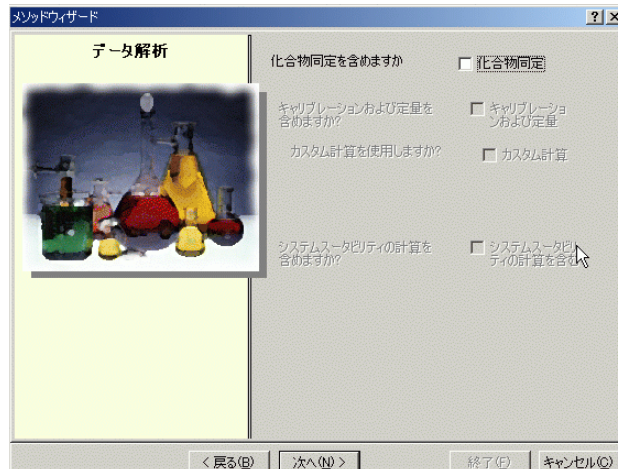 メソッドウィザード
データ解析
化合物同定を含めますか
化合物同定
キャリブレーションおよび定量を
含めますか?
キャリブレーショ
ンおよび定量
カスタム計算を使用しますか?
カスタム計算
システムスータビリティの計算を
含めますか?
システムスータビリ
ティの計算を含を
< 戻る(B)
次へ(N) >
終了(F)
キャンセル(C)